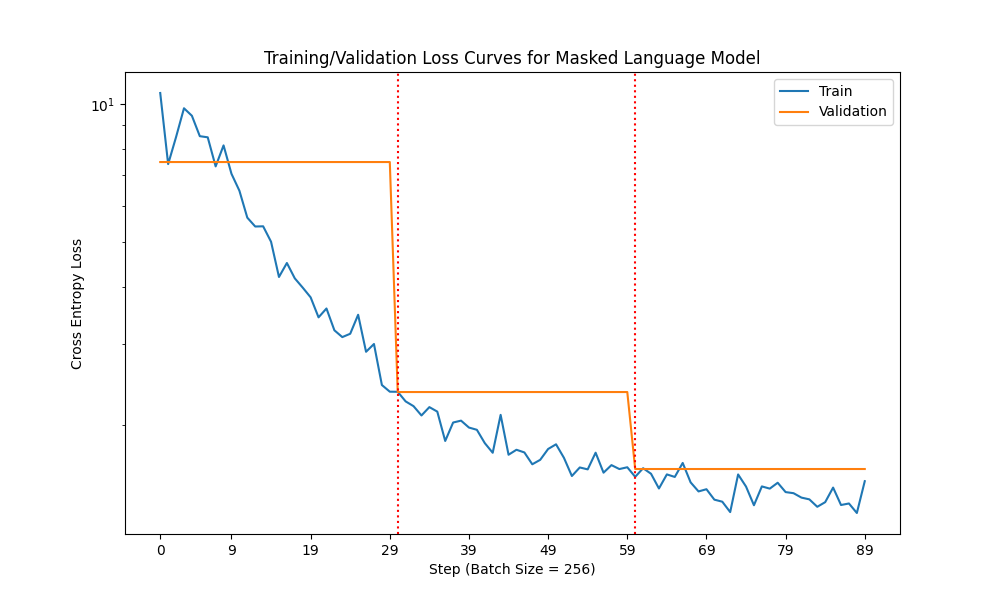 Training/Validation Loss Curves for Masked Language Model
10¹
Train
Validation
Cross Entropy Loss
0 9 19 29 39 49 59 69 79 89
Step (Batch Size = 256)